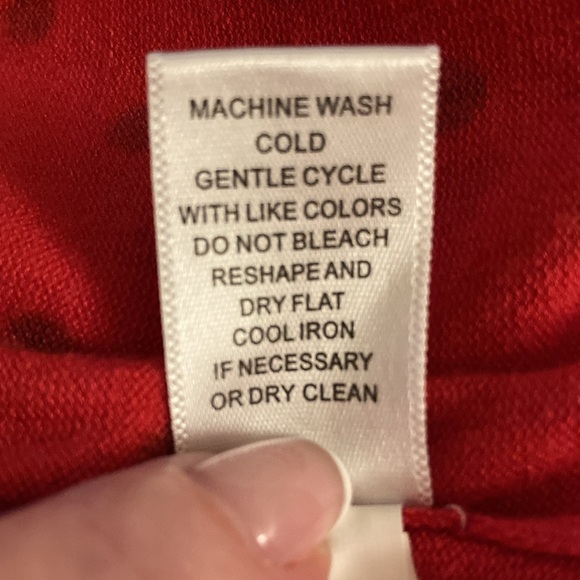 MACHINE WASH
COLD
GENTLE CYCLE
WITH LIKE COLORS
DO NOT BLEACH
RESHAPE AND
DRY FLAT
COOL IRON
IF NECESSARY
OR DRY CLEAN